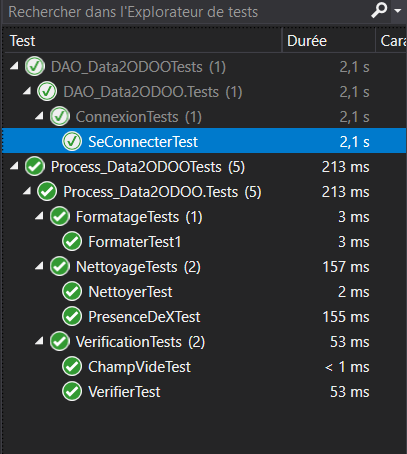 Rechercher dans l'Explorateur de tests
Test Durée Cara
DAO_Data2ODOOTests (1) 2,1 s
DAO_Data2ODOO.Tests (1) 2,1 s
ConnexionTests (1) 2,1 s
SeConnecterTest 2,1 s
Process_Data2ODOOTests (5) 213 ms
Process_Data2ODOO.Tests (5) 213 ms
FormatageTests (1) 3 ms
FormaterTest1 3 ms
NettoyageTests (2) 157 ms
NettoyerTest 2 ms
PresenceDeXTest 155 ms
VerificationTests (2) 53 ms
ChampVideTest < 1 ms
VerifierTest 53 ms